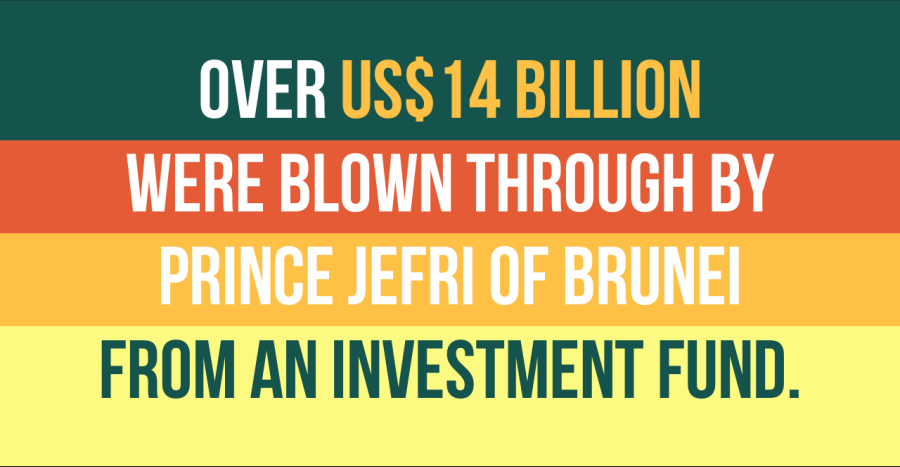 OVER US$14 BILLION
WERE BLOWN THROUGH BY
PRINCE JEFRI OF BRUNEI
FROM AN INVESTMENT FUND.